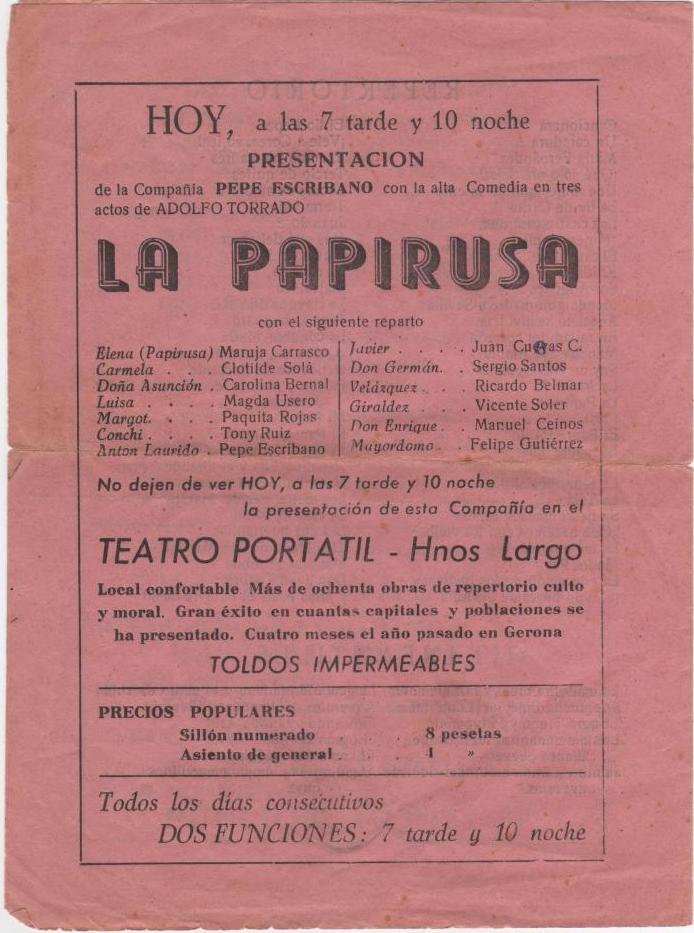 HOY, a las 7 tarde y 10 noche
PRESENTACION
de la Compañía PEPE ESCRIBANO con la alta Comedia en tres
actos de ADOLFO TORRADO
LA PAPIRUSA
con el siguiente reparto
Elena (Papirusa) Maruja Carrasco
Carmela . . . Clotilde Solá
Doña Asunción . Carolina Bernal
Luisa . . . Magda Usero
Margot. . . Paquita Rojas
Conchi . . . . Tony Ruiz
Anton Laurido . Pepe Escribano
Javier . . . . Juan Cuevas C.
Don Germán. . Sergio Santos
Velázquez . . . Ricardo Belmar
Giraldez . . . Vicente Soler
Don Enrique . . Manuel Ceinos
Mayordomo . . Felipe Gutiérrez
No dejen de ver HOY, a las 7 tarde y 10 noche
la presentación de esta Compañía en el
TEATRO PORTATIL - Hnos Largo
Local confortable. Más de ochenta obras de repertorio culto
y moral. Gran éxito en cuantas capitales y poblaciones se
ha presentado. Cuatro meses el año pasado en Gerona
TOLDOS IMPERMEABLES
PRECIOS POPULARES
Sillón numerado . . 8 pesetas
Asiento de general . . 4 »
Todos los días consecutivos
DOS FUNCIONES: 7 tarde y 10 noche